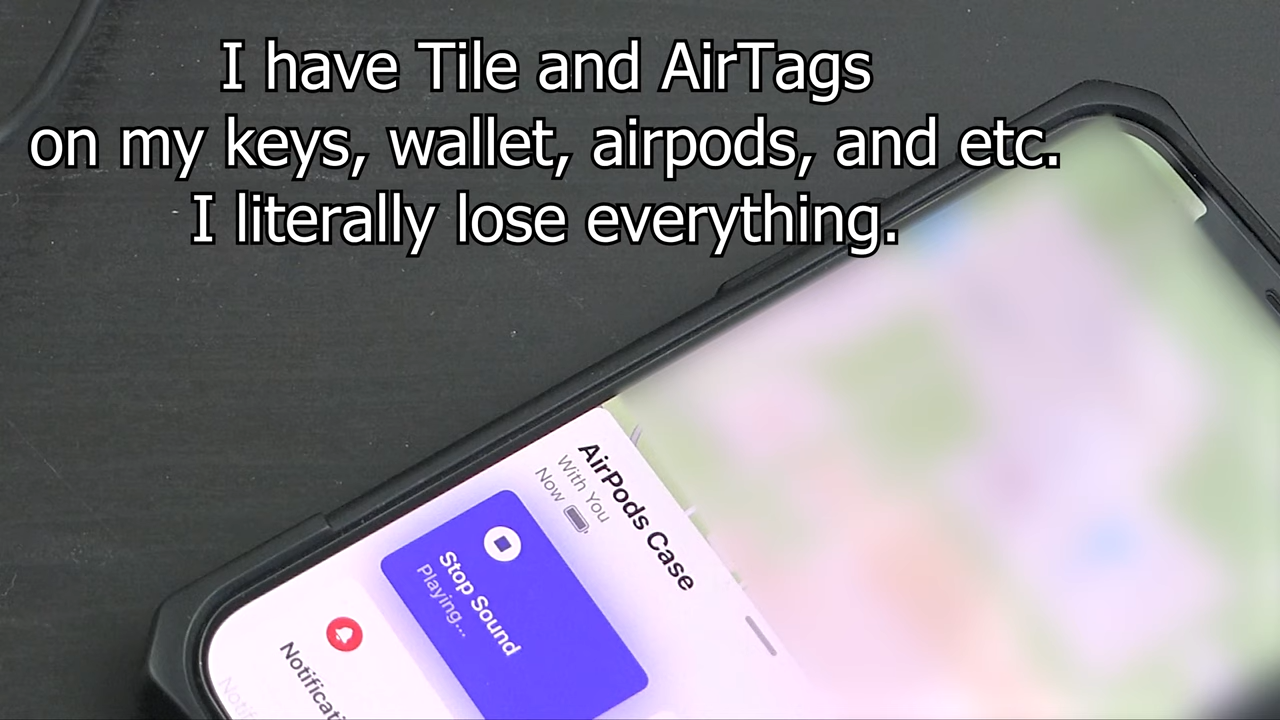 I have Tile and AirTags
on my keys, wallet, airpods, and etc.
I literally lose everything.
AirPods Case
With You
Now
Stop Sound
Playing...